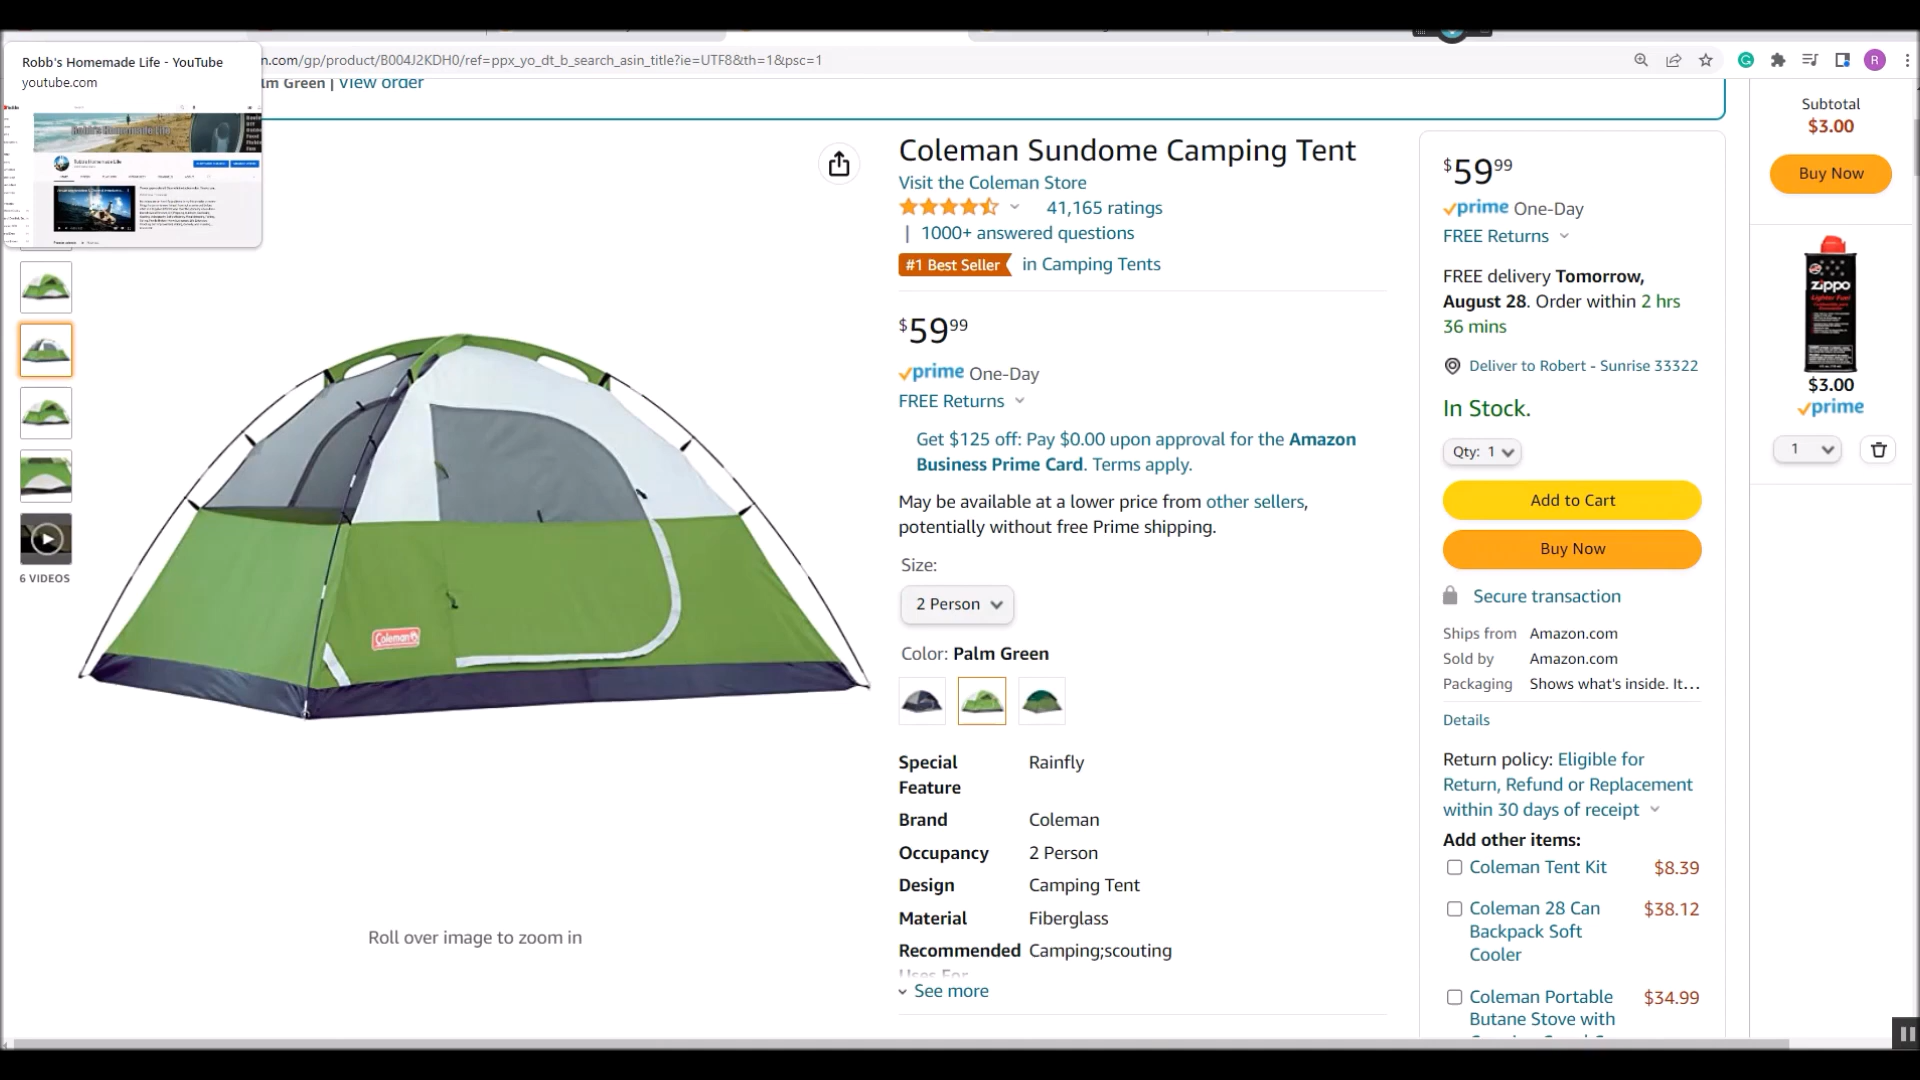 Robb's Homemade Life - YouTube
youtube.com
n.com/gp/product/B004J2KDH0/ref=ppx_yo_dt_b_search_asin_title?ie=UTF8&th=1&psc=1
R
lm Green | View order
Robb's Homemade Life
6 VIDEOS
Coleman
Roll over image to zoom in
Coleman Sundome Camping Tent
Visit the Coleman Store
41,165 ratings
| 1000+ answered questions
#1 Best Seller in Camping Tents
$59 99
prime One-Day
FREE Returns
Get $125 off: Pay $0.00 upon approval for the Amazon
Business Prime Card. Terms apply.
May be available at a lower price from other sellers,
potentially without free Prime shipping.
Size:
2 Person
Color: Palm Green
Special Feature Rainfly
Brand Coleman
Occupancy 2 Person
Design Camping Tent
Material Fiberglass
Recommended Camping;scouting
Uses For
See more
$59 99
prime One-Day
FREE Returns
FREE delivery Tomorrow,
August 28. Order within 2 hrs
36 mins
Deliver to Robert - Sunrise 33322
In Stock.
Qty: 1
Add to Cart
Buy Now
Secure transaction
Ships from Amazon.com
Sold by Amazon.com
Packaging Shows what's inside. It...
Details
Return policy: Eligible for
Return, Refund or Replacement
within 30 days of receipt
Add other items:
Coleman Tent Kit $8.39
Coleman 28 Can $38.12
Backpack Soft
Cooler
Coleman Portable $34.99
Butane Stove with
Subtotal
$3.00
Buy Now
zippo
Lighter Fluid
$3.00
prime
1